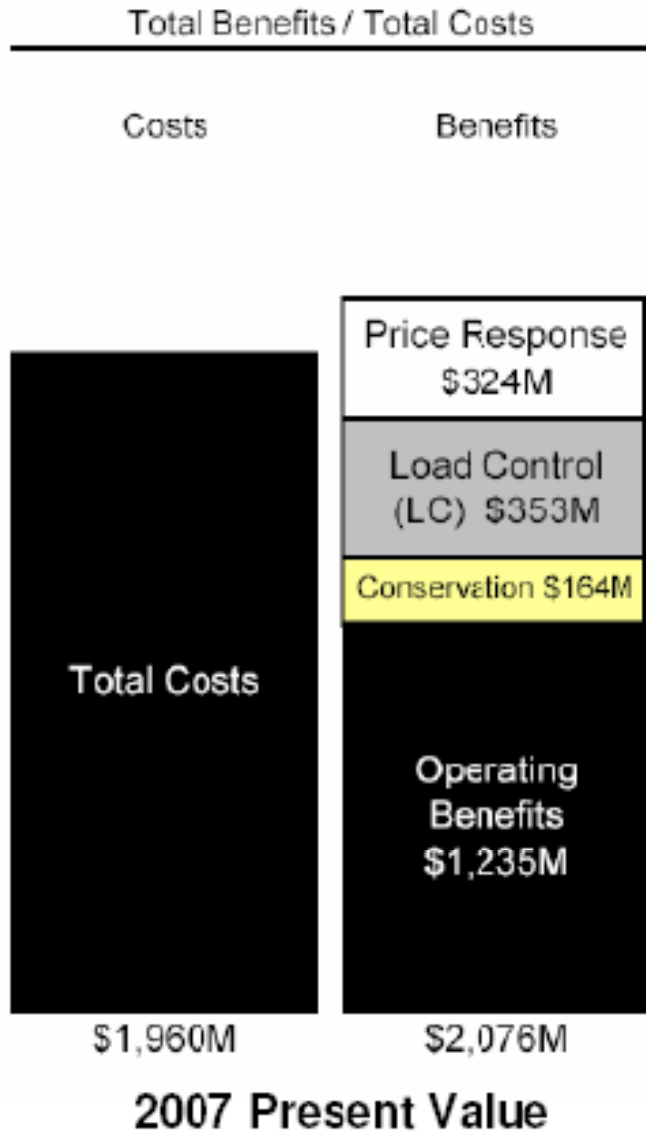 Total Benefits / Total Costs
Costs
Benefits
Price Response
$324M
Load Control
(LC) $353M
Conservation $164M
Total Costs
Operating
Benefits
$1,235M
$1,960M
$2,076M
2007 Present Value